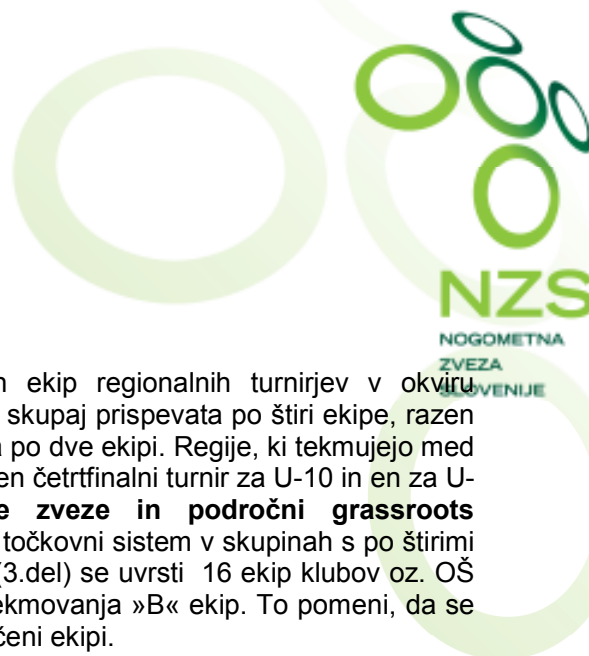 NZS
NOGOMETNA
ZVEZA
SLOVENIJE
ekip regionalnih turnirjev v okviru
skupaj prispevata po štiri ekipe, razen
po dve ekipi. Regije, ki tekmujejo med
en četrtfinalni turnir za U-10 in en za U-
zveze in področni grassroots
točkovni sistem v skupinah s po štirimi
(3.del) se uvrsti 16 ekip klubov oz. OŠ
ekmovanja »B« ekip. To pomeni, da se
čeni ekipi.